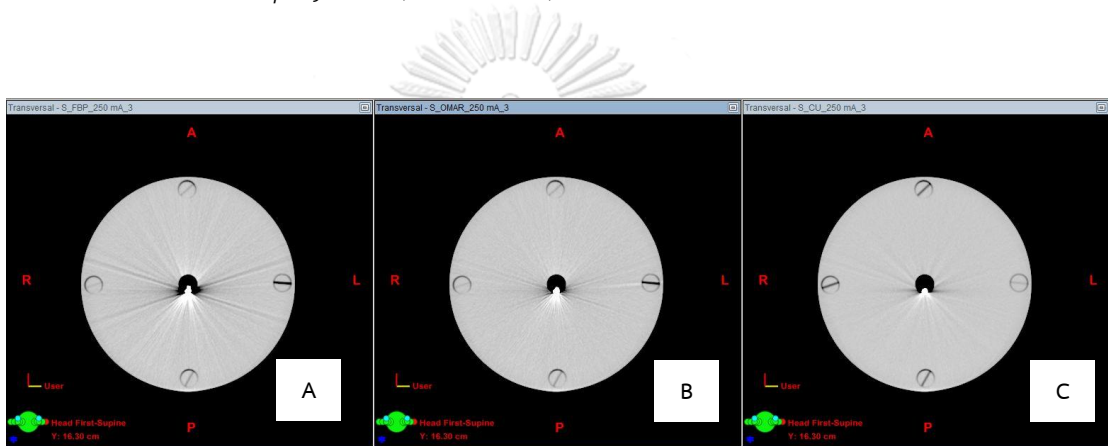 Transversal - S_FBP_250 mA_3
Transversal - S_OMAR_250 mA_3
Transversal - S_CU_250 mA_3
A
A
A
R
L
R
L
R
L
User
User
User
A
B
C
Head First-Supine
Y: 16.30 cm
P
Head First-Supine
Y: 16.30 cm
P
Head First-Supine
Y: 16.30 cm
P